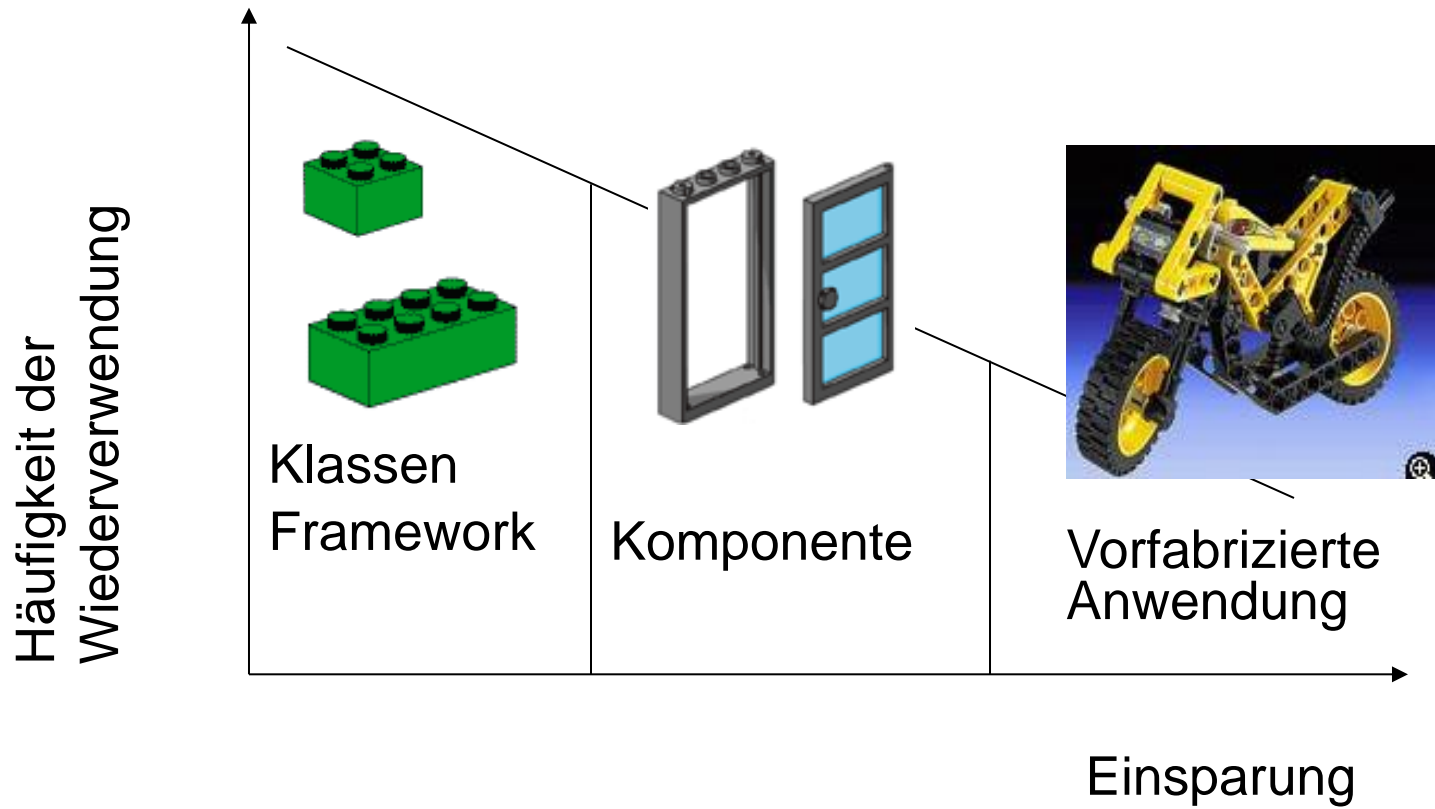 Häufigkeit der
Wiederverwendung
Klassen
Framework
Komponente
Vorfabrizierte
Anwendung
Einsparung